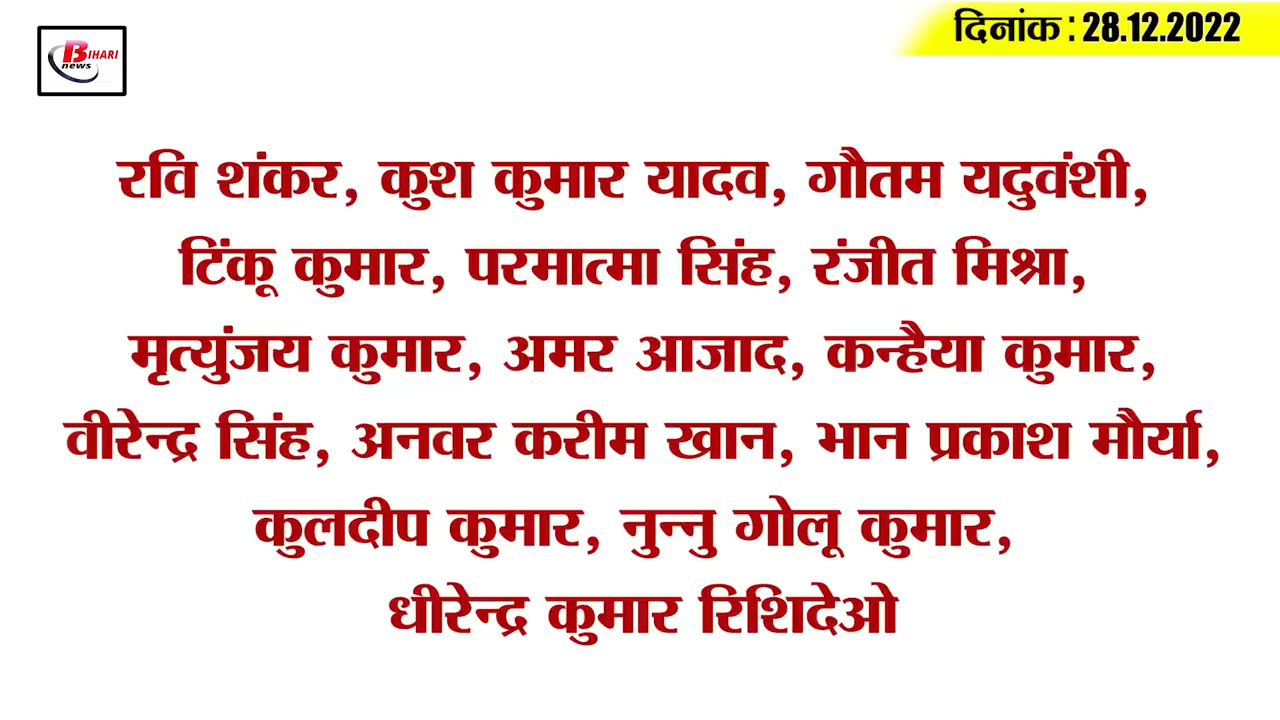 BIHARI
news
दिनांक : 28.12.2022
रवि शंकर, कुश कुमार यादव, गौतम यदुवंशी,
टिंकू कुमार, परमात्मा सिंह, रंजीत मिश्रा,
मृत्युंजय कुमार, अमर आजाद, कन्हैया कुमार,
वीरेन्द्र सिंह, अनवर करीम खान, भान प्रकाश मौर्या,
कुलदीप कुमार, नुन्नु गोलू कुमार,
धीरेन्द्र कुमार रिशिदेओ